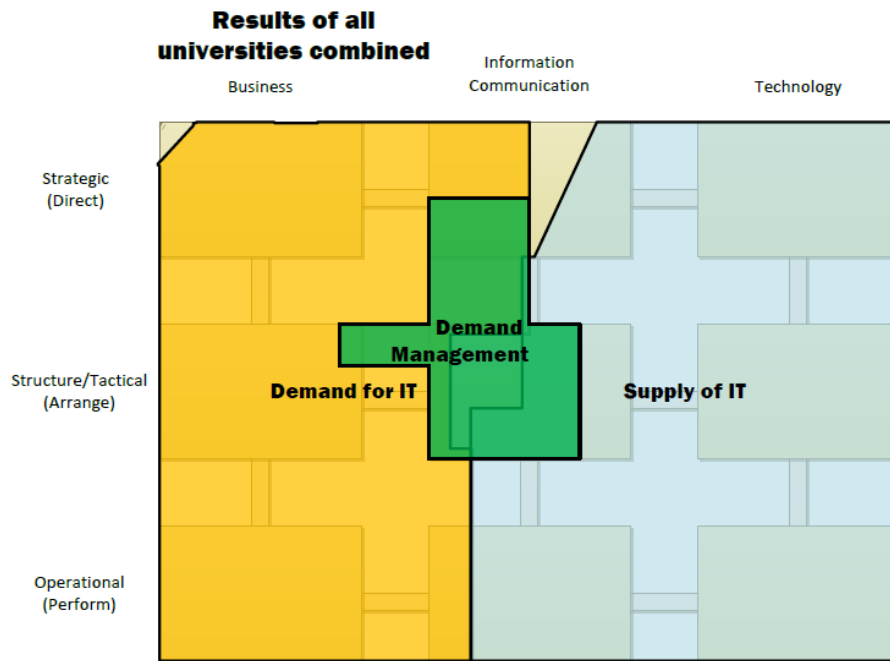 Results of all
universities combined
Business
Information
Communication
Technology
Strategic
(Direct)
Demand
Management
Structure/Tactical
(Arrange)
Demand for IT
Supply of IT
Operational
(Perform)